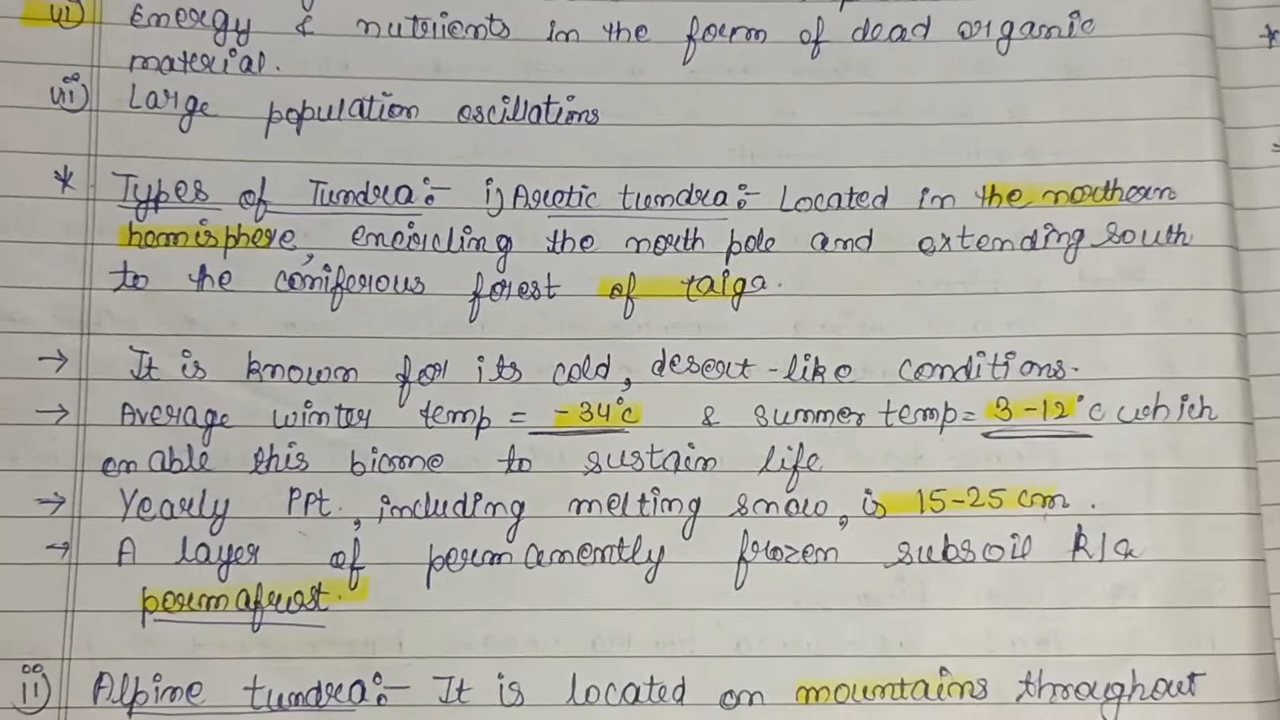 vi) Energy & nutrients in the form of dead organic
material.
vii) Large population oscillations
* Types of Tundra:- i) Arctic tundra:- Located in the northern
hemisphere, encircling the north pole and extending south
to the coniferous forest of taiga.
→ It is known for its cold, desert-like conditions.
→ Average winter temp = -34°c & summer temp = 3-12°c which
enable this biome to sustain life
→ Yearly PPt., including melting snow, is 15-25 cm.
→ A layer of permanently frozen subsoil k/a
permafrost.
ii) Alpine tundra:- It is located on mountains throughout